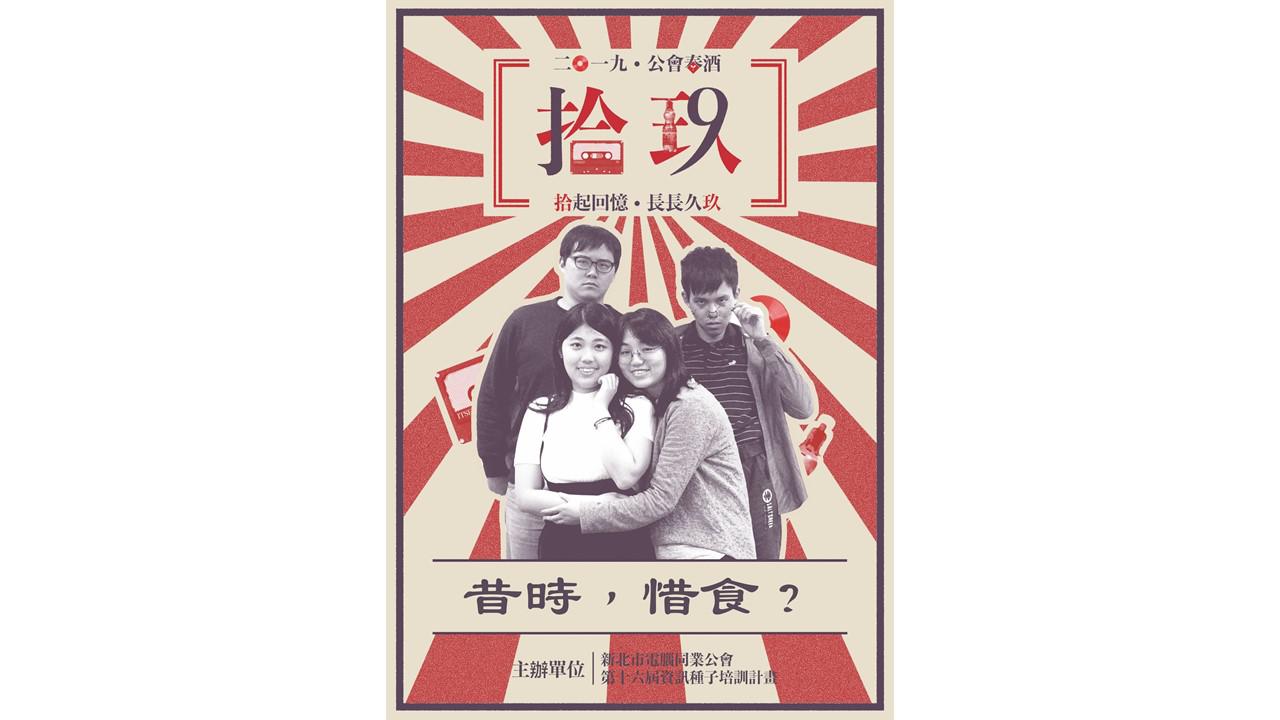 二〇一九・公會奉酒
拾玖
拾起回憶・長長久玖
昔時，惜食？
主辦單位
新北市電腦同業公會
第十六屆資訊種子培訓計畫